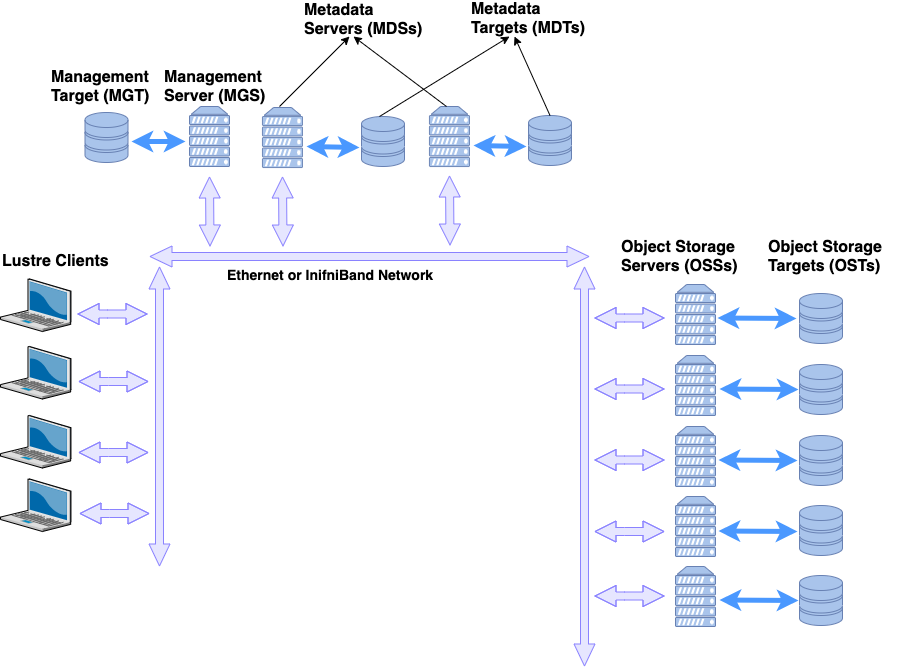 Metadata
Servers (MDSs)
Metadata
Targets (MDTs)
Management
Target (MGT)
Management
Server (MGS)
Lustre Clients
Ethernet or InifniBand Network
Object Storage
Servers (OSSs)
Object Storage
Targets (OSTs)